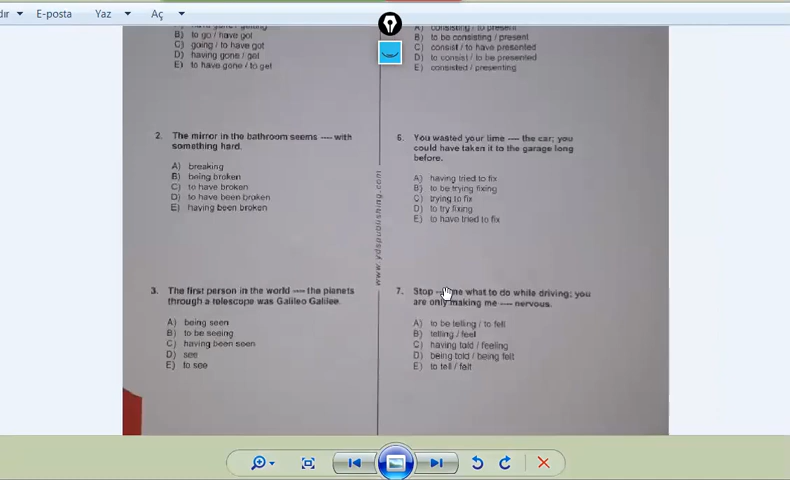 dır E-posta Yaz Aç
B) to go / have got
C) going / to have got
D) having gone / get
E) to have gone / to get
2. The mirror in the bathroom seems ---- with
something hard.
A) breaking
B) being broken
C) to have broken
D) to have been broken
E) having been broken
3. The first person in the world ---- the planets
through a telescope was Galileo Galilee.
A) being seen
B) to be seeing
C) having been seen
D) see
E) to see
www.ydspublishing.com
A) consisting / to present
B) to be consisting / present
C) consist / to have presented
D) to consist / to be presented
E) consisted / presenting
6. You wasted your time ---- the car; you
could have taken it to the garage long
before.
A) having tried to fix
B) to be trying fixing
C) trying to fix
D) to try fixing
E) to have tried to fix
7. Stop ---- me what to do while driving; you
are only making me ---- nervous.
A) to be telling / to fell
B) telling / feel
C) having told / feeling
D) being told / being felt
E) to tell / felt